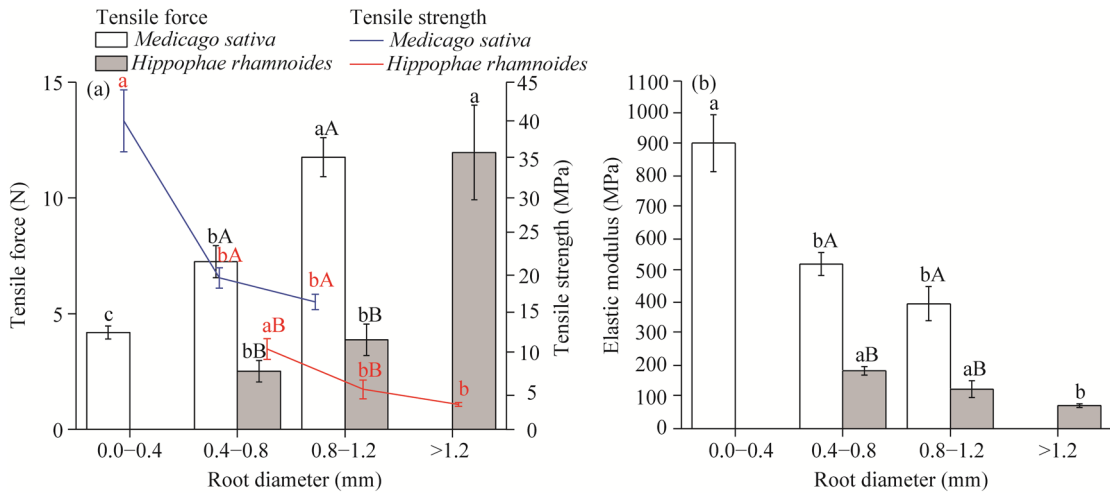 Tensile force Tensile strength
Medicago sativa Medicago sativa
Hippophae rhamnoides Hippophae rhamnoides
(a)
15
10
5
0
Tensile force (N)
45
40
35
30
25
20
15
10
5
0
Tensile strength (MPa)
a
c
bA
bA
bB
aA
bA
aB
bB
bB
a
b
0.0−0.4 0.4−0.8 0.8−1.2 >1.2
Root diameter (mm)
(b)
1100
1000
900
800
700
600
500
400
300
200
100
0
Elastic modulus (MPa)
a
bA
aB
bA
aB
b
0.0−0.4 0.4−0.8 0.8−1.2 >1.2
Root diameter (mm)